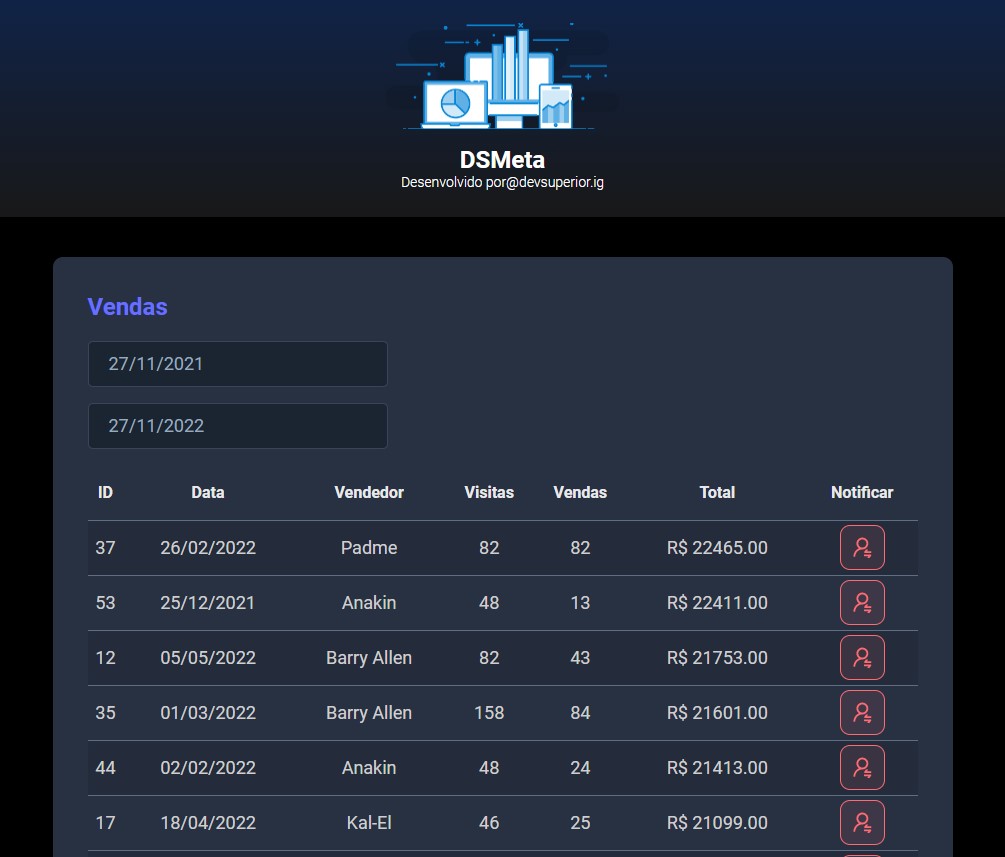 DSMeta
Desenvolvido por@devsuperior.ig
Vendas
27/11/2021
27/11/2022
ID Data Vendedor Visitas Vendas Total Notificar
37 26/02/2022 Padme 82 82 R$ 22465.00
53 25/12/2021 Anakin 48 13 R$ 22411.00
12 05/05/2022 Barry Allen 82 43 R$ 21753.00
35 01/03/2022 Barry Allen 158 84 R$ 21601.00
44 02/02/2022 Anakin 48 24 R$ 21413.00
17 18/04/2022 Kal-El 46 25 R$ 21099.00